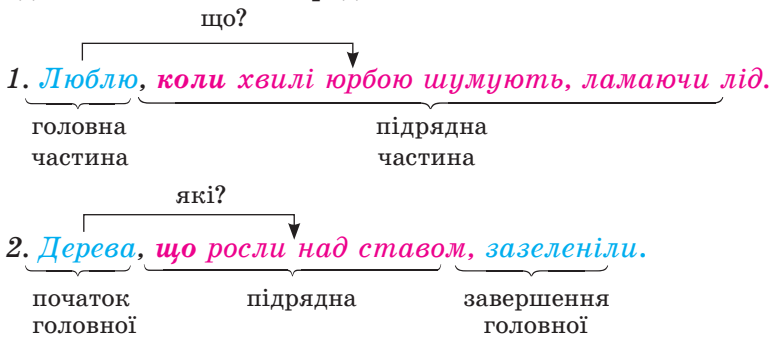 що?
1. Люблю, коли хвилі юрбою шумують, ламаючи лід.
головна підрядна
частина частина
які?
2. Дерева, що росли над ставом, зазеленіли.
початок підрядна завершення
головної головної